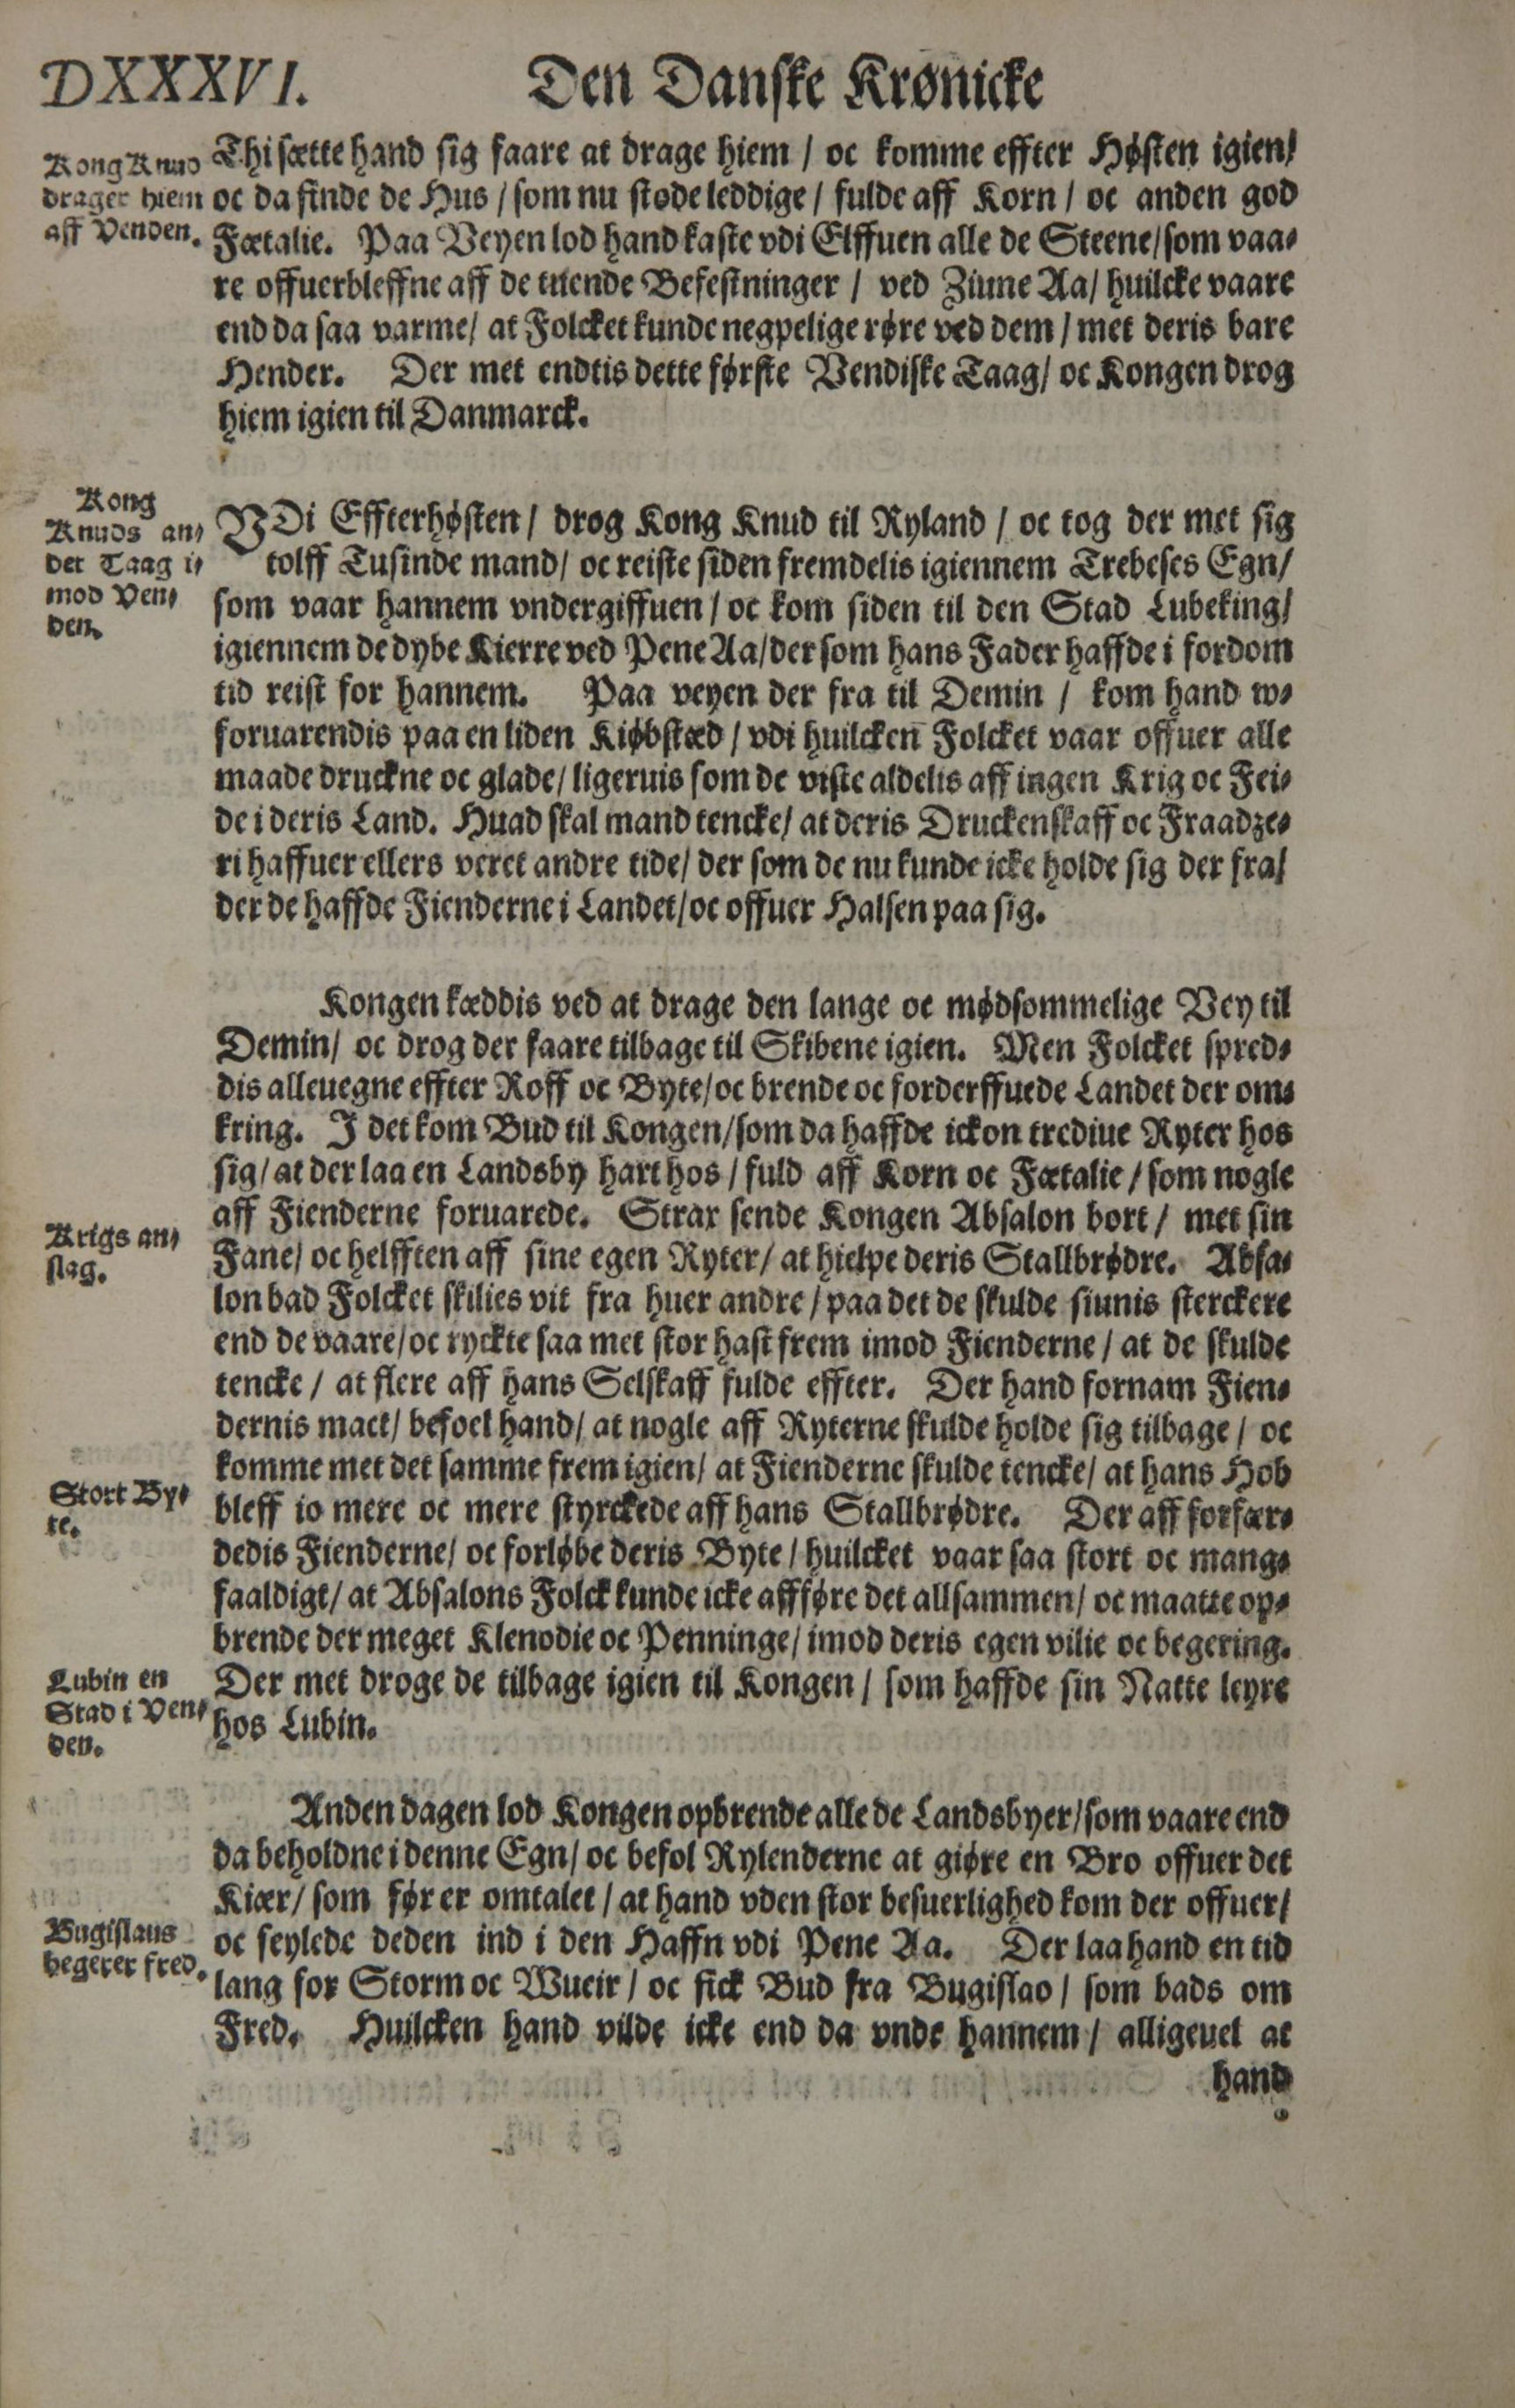 DXXXVI. Den Danske Krønicke
Kong Knud
drager hiem
aff Venden.
Thi sætte hand sig faare at drage hiem / oc komme effter Høsten igien/
oc da finde de Hus / som nu stode leddige / fulde aff Korn / oc anden god
Fætalie. Paa Veyen lod hand kaste vdi Elffuen alle de Steene/som vaa-
re offuerbleffne aff de tuende Befestninger / ved Ziune Aa/ huilcke vaare
end da saa varme/ at Folcket kunde negpelige røre ved dem / met deris bare
Hender. Der met endtis dette første Vendiske Taag/ oc Kongen drog
hiem igien til Danmarck.
Kong
Knuds an-
det Taag i-
mod Ven-
den.
VDi Effterhøsten / drog Kong Knud til Ryland / oc tog der met sig
tolff Tusinde mand/ oc reiste siden fremdelis igiennem Trebeses Egn/
som vaar hannem vndergiffuen / oc kom siden til den Stad Lubeking/
igiennem de dybe Kierre ved Pene Aa/der som hans Fader haffde i fordom
tid reist for hannem. Paa veyen der fra til Demin / kom hand w-
foruarendis paa en liden Kiøbstæd / vdi huilcken Folcket vaar offuer alle
maade druckne oc glade/ ligeruis som de viste aldelis aff ingen Krig oc Fei-
de i deris Land. Huad skal mand tencke/ at deris Druckenskaff oc Fraadze-
ri haffuer ellers veret andre tide/ der som de nu kunde icke holde sig der fra/
der de haffde Fienderne i Landet/oc offuer Halsen paa sig.
Kongen kæddis ved at drage den lange oc mødsommelige Vey til
Demin/ oc drog der faare tilbage til Skibene igien. Men Folcket spred-
dis alleuegne effter Roff oc Byte/oc brende oc forderffuede Landet der om-
kring. I det kom Bud til Kongen/som da haffde ickon trediue Ryter hos
sig/ at der laa en Landsby hart hos / fuld aff Korn oc Fætalie / som nogle
aff Fienderne foruarede. Strax sende Kongen Absalon bort / met sin
Krigs an-
slag.
Fane/ oc helfften aff sine egen Ryter/ at hielpe deris Stallbrødre. Absa-
lon bad Folcket skilies vit fra huer andre / paa det de skulde siunis sterckere
end de vaare/oc ryckte saa met stor hast frem imod Fienderne / at de skulde
tencke / at flere aff hans Selskaff fulde effter. Der hand fornam Fien-
dernis mact/ befoel hand/ at nogle aff Ryterne skulde holde sig tilbage / oc
komme met det samme frem igien/ at Fienderne skulde tencke/ at hans Hob
Stort By-
te.
bleff io mere oc mere styrckede aff hans Stallbrødre. Der aff forfær-
dedis Fienderne/ oc forløbe deris Byte / huilcket vaar saa stort oc mang-
faaldigt/ at Absalons Folck kunde icke affføre det allsammen/ oc maatte op-
brende der meget Klenodie oc Penninge/ imod deris egen vilie oc begering.
Lubin en
Stad i Ven-
den.
Der met droge de tilbage igien til Kongen / som haffde sin Natte leyre
hos Lubin.
Anden dagen lod Kongen opbrende alle de Landsbyer/som vaare end
da beholdne i denne Egn/ oc befol Rylenderne at giøre en Bro offuer det
Kiær/ som før er omtalet / at hand vden stor besuerlighed kom der offuer/
Bugislaus
begerer fred.
oc seylede deden ind i den Haffn vdi Pene Aa. Der laa hand en tid
lang for Storm oc Wueir / oc fick Bud fra Bugislao / som bads om
Fred. Huilcken hand vilde icke end da vnde hannem / alligeuel at
hand